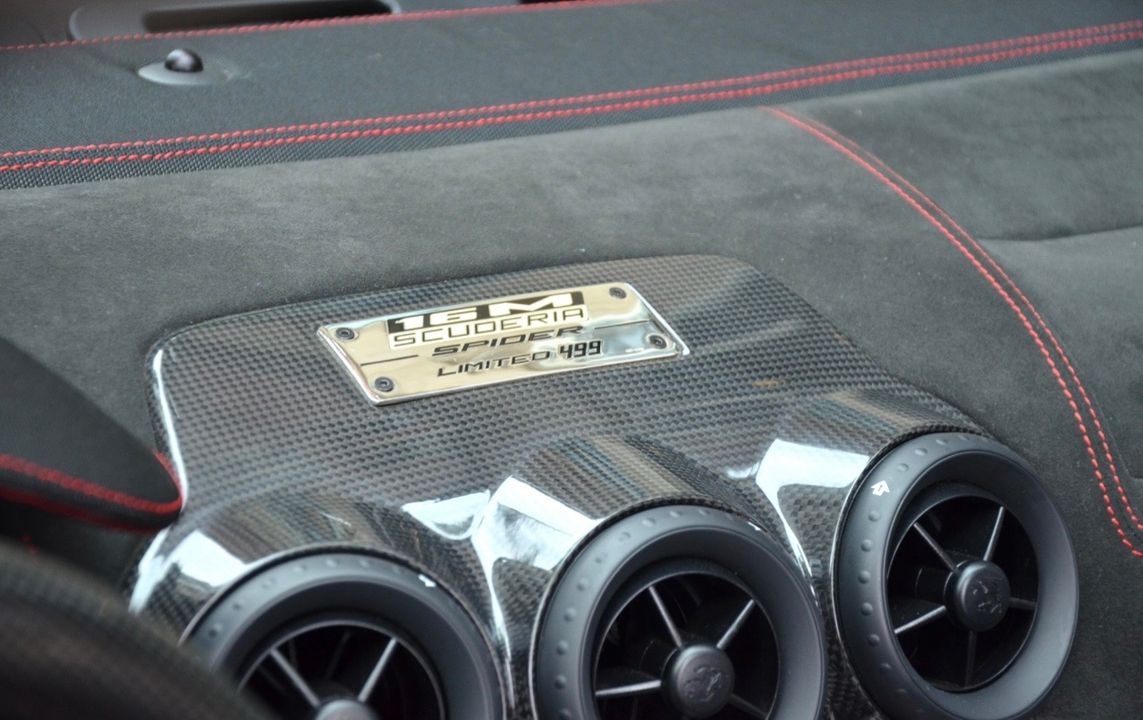 16M
SCUDERIA
SPIDER
LIMITED 499